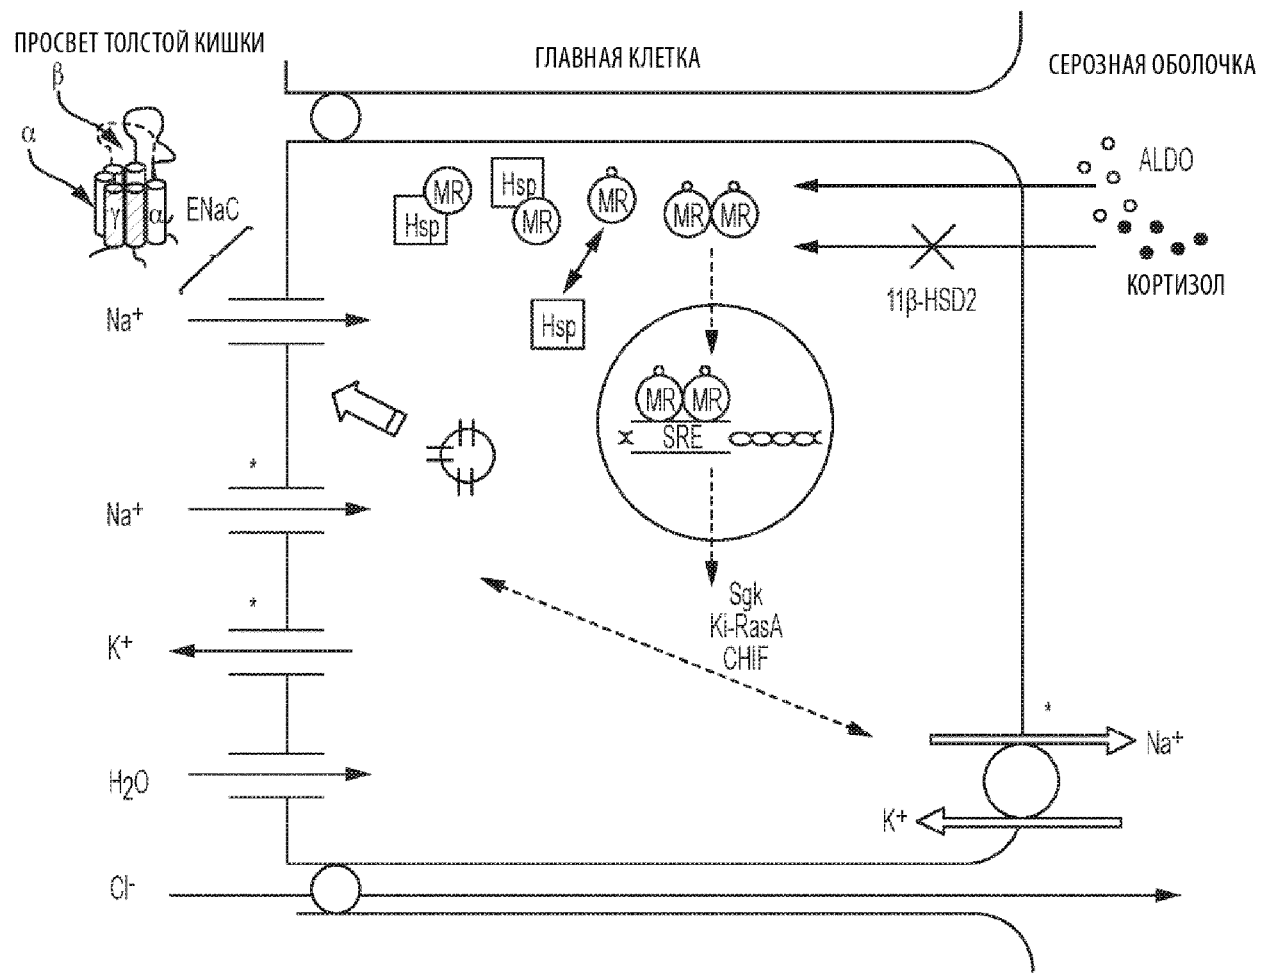 ПРОСВЕТ ТОЛСТОЙ КИШКИ
ГЛАВНАЯ КЛЕТКА
СЕРОЗНАЯ ОБОЛОЧКА
β
α
γ
α
ENaC
MR
Hsp
Hsp
MR
MR
Hsp
MR MR
ALDO
КОРТИЗОЛ
11β-HSD2
Na+
MR MR
SRE
*
Na+
*
K+
Sgk
Ki-RasA
CHIF
*
Na+
K+
H2O
Cl-